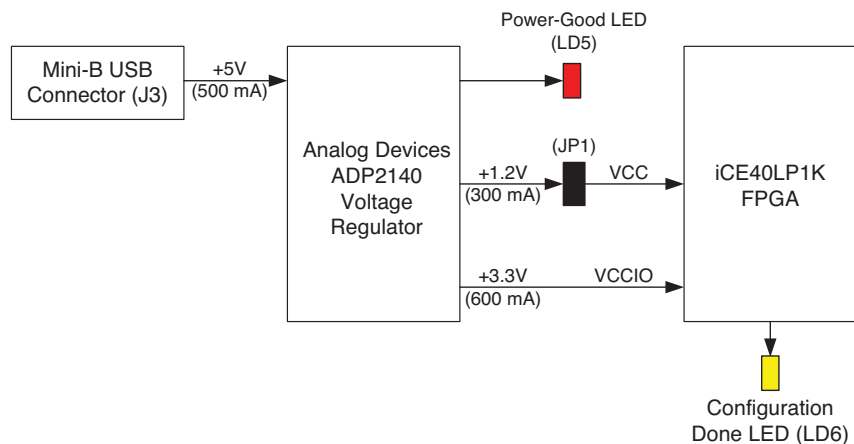 Power-Good LED
(LD5)
Mini-B USB
Connector (J3)
+5V
(500 mA)
Analog Devices
ADP2140
Voltage
Regulator
(JP1)
+1.2V
(300 mA)
VCC
iCE40LP1K
FPGA
+3.3V
(600 mA)
VCCIO
Configuration
Done LED (LD6)